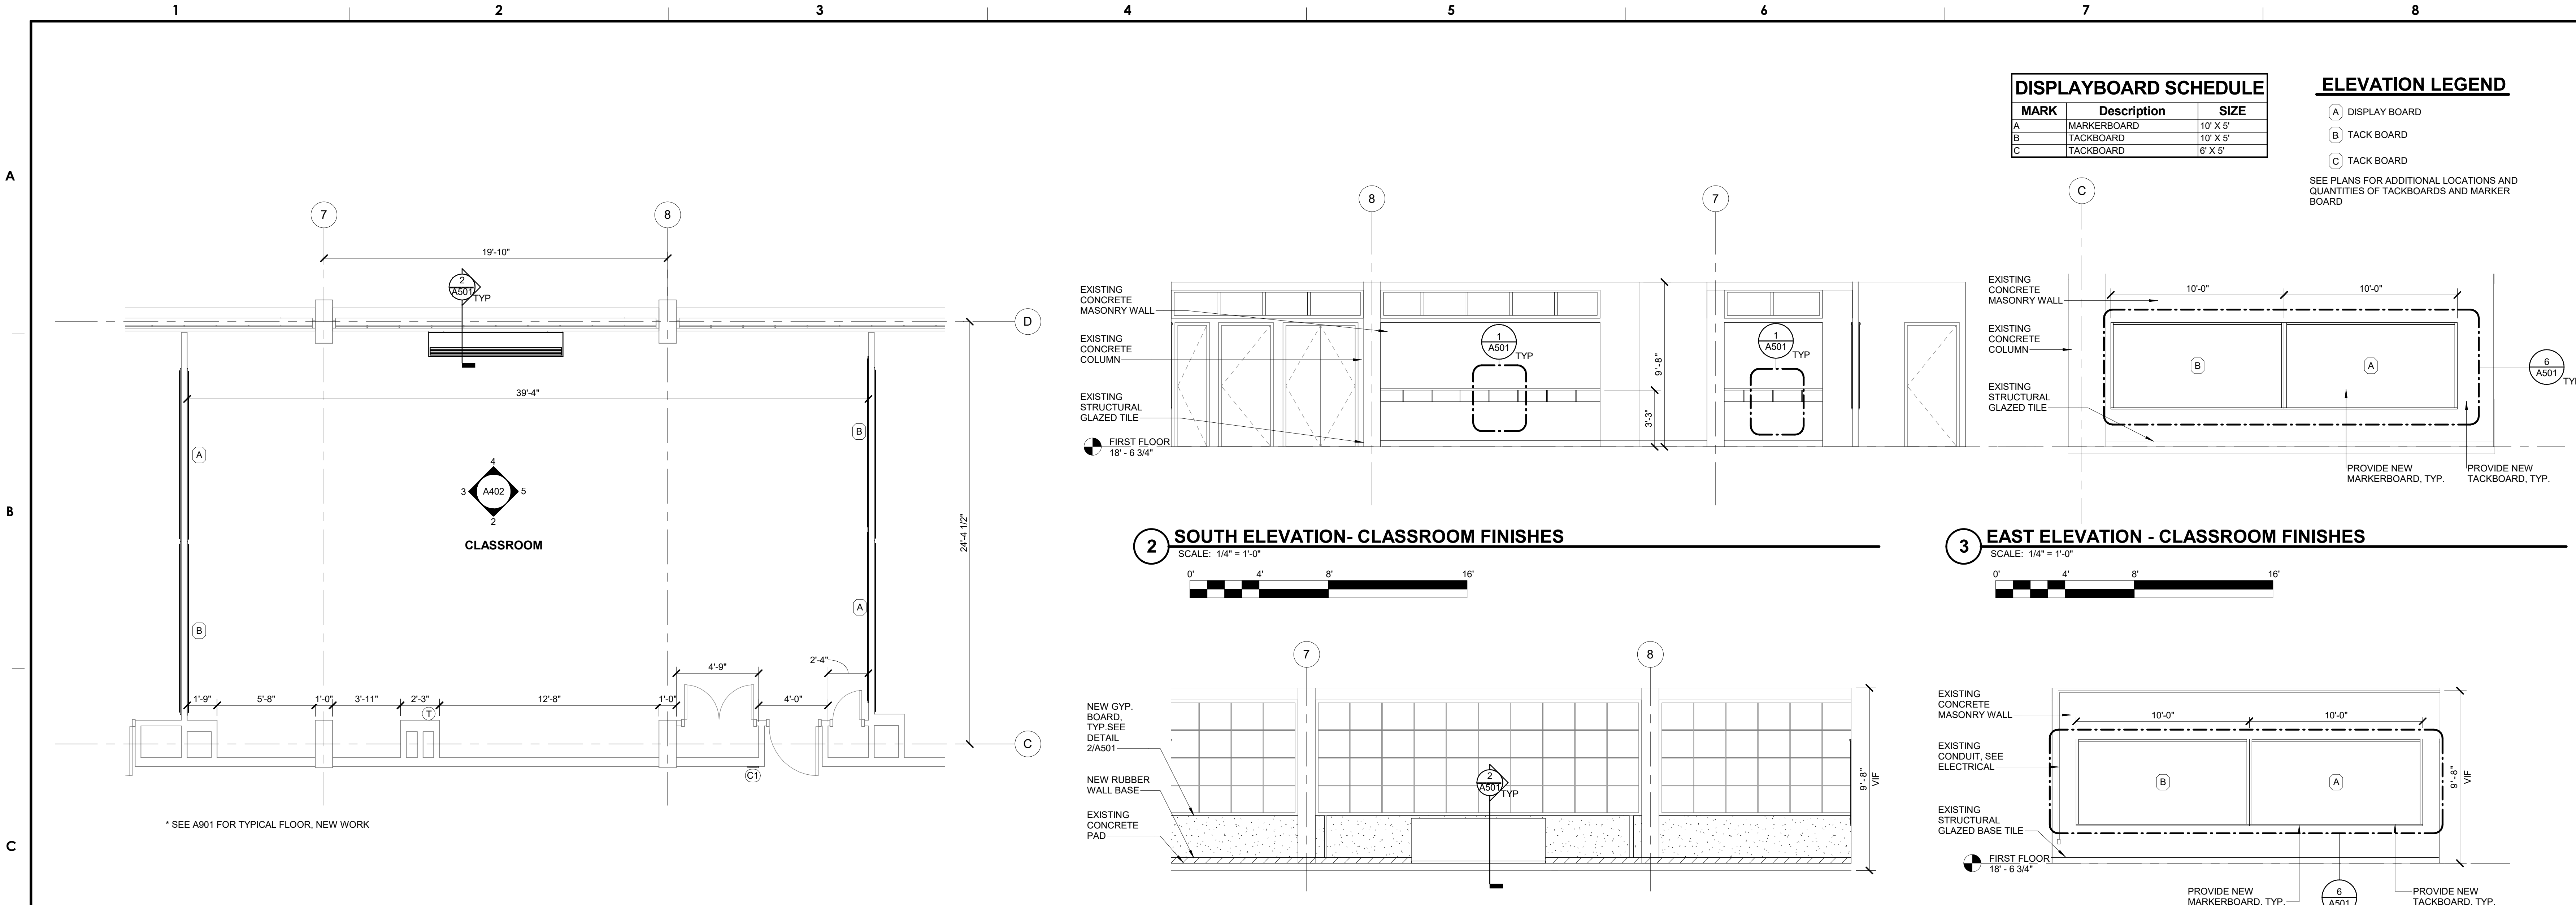 1 2 3 4 5 6 7 8
A
B
C
7
8
19'-10"
2
A501
TYP
D
39'-4"
A
B
B
A
4
3 A402 5
2
CLASSROOM
24'-4 1/2"
2'-4"
4'-9"
1'-9" 5'-8" 1'-0" 3'-11" 2'-3" 12'-8" 1'-0" 4'-0"
T
C
C1
* SEE A901 FOR TYPICAL FLOOR, NEW WORK
8
7
EXISTING
CONCRETE
MASONRY WALL
EXISTING
CONCRETE
COLUMN
EXISTING
STRUCTURAL
GLAZED TILE
FIRST FLOOR
18' - 6 3/4"
1
A501
TYP
1
A501
TYP
9'-8"
3'-3"
2 SOUTH ELEVATION- CLASSROOM FINISHES
SCALE: 1/4" = 1'-0"
0' 4' 8' 16'
7
8
NEW GYP.
BOARD,
TYP.SEE
DETAIL
2/A501
NEW RUBBER
WALL BASE
EXISTING
CONCRETE
PAD
2
A501
TYP
9'-8"
VIF
DISPLAYBOARD SCHEDULE
MARK Description SIZE
A MARKERBOARD 10' X 5'
B TACKBOARD 10' X 5'
C TACKBOARD 6' X 5'
ELEVATION LEGEND
A DISPLAY BOARD
B TACK BOARD
C TACK BOARD
SEE PLANS FOR ADDITIONAL LOCATIONS AND
QUANTITIES OF TACKBOARDS AND MARKER
BOARD
C
EXISTING
CONCRETE
MASONRY WALL
EXISTING
CONCRETE
COLUMN
EXISTING
STRUCTURAL
GLAZED TILE
10'-0" 10'-0"
B A
6
A501
PROVIDE NEW
MARKERBOARD, TYP.
PROVIDE NEW
TACKBOARD, TYP.
3 EAST ELEVATION - CLASSROOM FINISHES
SCALE: 1/4" = 1'-0"
0' 4' 8' 16'
EXISTING
CONCRETE
MASONRY WALL
EXISTING
CONDUIT, SEE
ELECTRICAL
EXISTING
STRUCTURAL
GLAZED BASE TILE
FIRST FLOOR
18' - 6 3/4"
10'-0" 10'-0"
B A
9'-8"
VIF
PROVIDE NEW
MARKERBOARD, TYP.
6
A501
PROVIDE NEW
TACKBOARD, TYP.